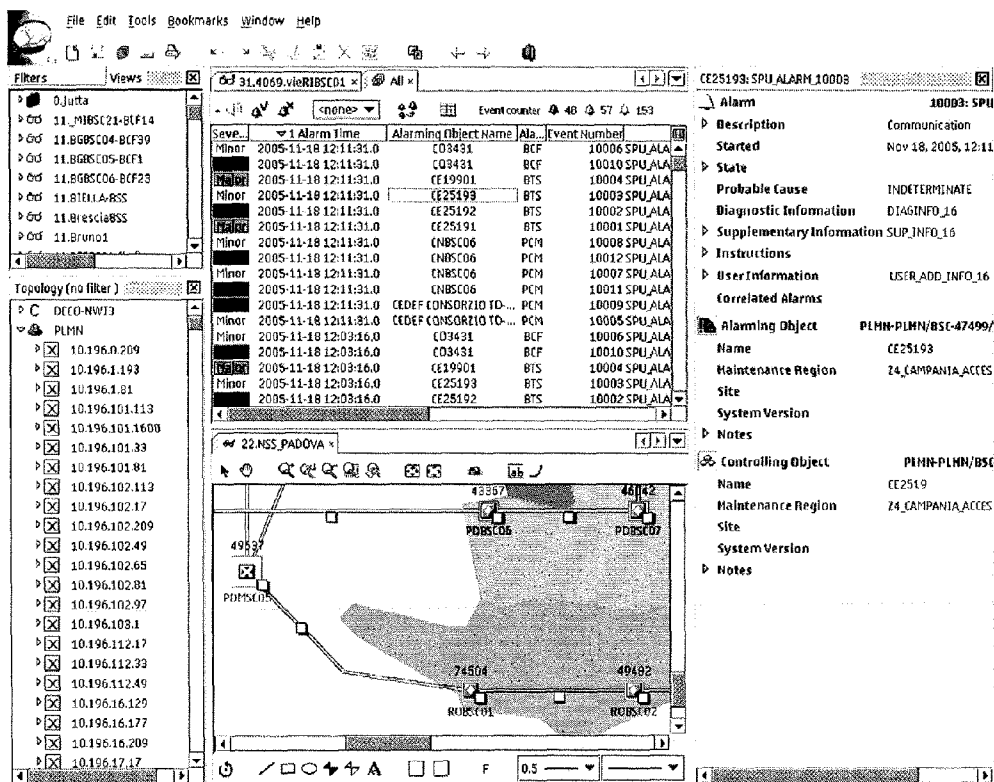 File Edit Tools Bookmarks Window Help
Filters Views
0.Jutta
11._MIBSC21-BCF14
11.BGBSC04-BCF39
11.BGBSC05-BCF1
11.BGBSC06-BCF23
11.BIELLA-BSS
11.BresciaBSS
11.Bruno1
Topology (no filter)
DECO-NWI3
PLMN
10.196.0.209
10.196.1.193
10.196.1.81
10.196.101.113
10.196.101.1600
10.196.101.33
10.196.101.81
10.196.102.113
10.196.102.17
10.196.102.209
10.196.102.49
10.196.102.65
10.196.102.81
10.196.102.97
10.196.103.1
10.196.112.17
10.196.112.33
10.196.112.49
10.196.16.129
10.196.16.177
10.196.16.209
10.196.17.17
31.4069.vieRIBSC01 All
<none> Event counter 48 57 153
Seve... 1 Alarm Time Alarming Object Name Ala... Event Number
Minor 2005-11-18 12:11:31.0 CO3431 BCF 10006 SPU_ALA
2005-11-18 12:11:31.0 CO3431 BCF 10010 SPU_ALA
Major 2005-11-18 12:11:31.0 CE19901 BTS 10004 SPU_ALA
Minor 2005-11-18 12:11:31.0 CE25193 BTS 10003 SPU_ALA
2005-11-18 12:11:31.0 CE25192 BTS 10002 SPU_ALA
Major 2005-11-18 12:11:31.0 CE25191 BTS 10001 SPU_ALA
Minor 2005-11-18 12:11:31.0 CNBSC06 PCM 10008 SPU_ALA
2005-11-18 12:11:31.0 CNBSC06 PCM 10012 SPU_ALA
Minor 2005-11-18 12:11:31.0 CNBSC06 PCM 10007 SPU_ALA
2005-11-18 12:11:31.0 CNBSC06 PCM 10011 SPU_ALA
2005-11-18 12:11:31.0 CEDEF CONSORZIO TO-... PCM 10009 SPU_ALA
Minor 2005-11-18 12:11:31.0 CEDEF CONSORZIO TO-... PCM 10005 SPU_ALA
Minor 2005-11-18 12:03:16.0 CO3431 BCF 10006 SPU_ALA
2005-11-18 12:03:16.0 CO3431 BCF 10010 SPU_ALA
Major 2005-11-18 12:03:16.0 CE19901 BTS 10004 SPU_ALA
Minor 2005-11-18 12:03:16.0 CE25193 BTS 10003 SPU_ALA
2005-11-18 12:03:16.0 CE25192 BTS 10002 SPU_ALA
22.NSS_PADOVA
ab
43367
PDBSC06
46042
PDBSC07
49537
PDMSC05
74504
ROBSC01
49492
ROBSC02
A F 0.5
CE25193: SPU_ALARM_10003
Alarm 10003: SPU
Description Communication
Started Nov 18, 2005, 12:11
State
Probable Cause INDETERMINATE
Diagnostic Information DIAGINFO_16
Supplementary Information SUP_INFO_16
Instructions
User Information USER_ADD_INFO_16
Correlated Alarms
Alarming Object PLMN-PLMN/BSC-47499/
Name CE25193
Maintenance Region Z4_CAMPANIA_ACCES
Site
System Version
Notes
Controlling Object PLMN-PLMN/BSC
Name CE2519
Maintenance Region Z4_CAMPANIA_ACCES
Site
System Version
Notes